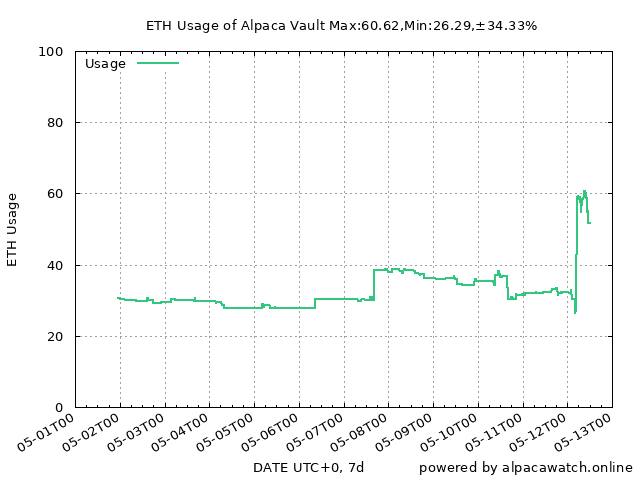 ETH Usage of Alpaca Vault Max:60.62,Min:26.29,±34.33%
Usage
ETH Usage
100
80
60
40
20
0
05-01T00
05-02T00
05-03T00
05-04T00
05-05T00
05-06T00
05-07T00
05-08T00
05-09T00
05-10T00
05-11T00
05-12T00
05-13T00
DATE UTC+0, 7d
powered by alpacawatch.online